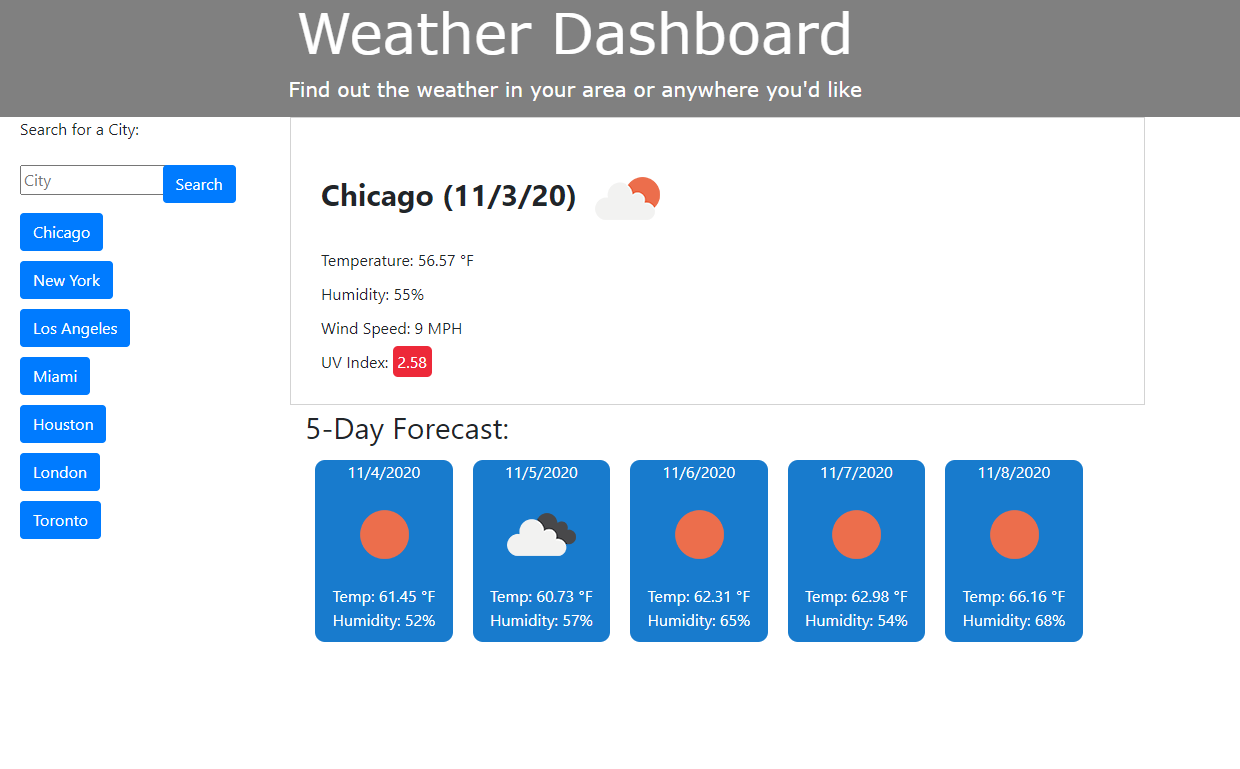 Weather Dashboard
Find out the weather in your area or anywhere you'd like
Search for a City:
City
Search
Chicago
New York
Los Angeles
Miami
Houston
London
Toronto
Chicago (11/3/20)
Temperature: 56.57 °F
Humidity: 55%
Wind Speed: 9 MPH
UV Index: 2.58
5-Day Forecast:
11/4/2020
Temp: 61.45 °F
Humidity: 52%
11/5/2020
Temp: 60.73 °F
Humidity: 57%
11/6/2020
Temp: 62.31 °F
Humidity: 65%
11/7/2020
Temp: 62.98 °F
Humidity: 54%
11/8/2020
Temp: 66.16 °F
Humidity: 68%